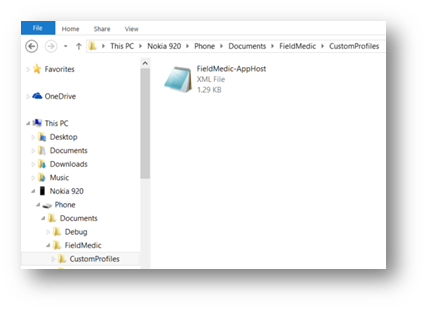 File Home Share View
This PC Nokia 920 Phone Documents FieldMedic CustomProfiles
Favorites
OneDrive
This PC
Desktop
Documents
Downloads
Music
Nokia 920
Phone
Documents
Debug
FieldMedic
CustomProfiles
FieldMedic-AppHost
XML File
1.29 KB